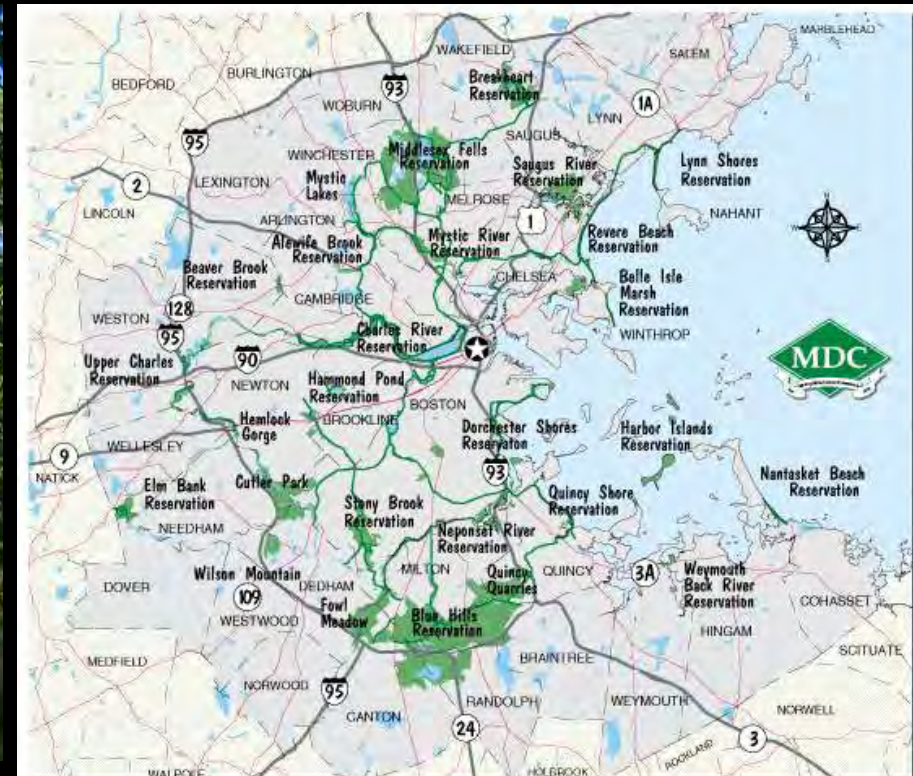 MARBLEHEAD
WAKEFIELD
SALEM
BURLINGTON
BEDFORD
93
Breakheart
Reservation
WOBURN
1A
LYNN
95
SAUGUS
WINCHESTER
Middlesex Fells
Reservation
Saugus River
Reservation
Lynn Shores
Reservation
2
LEXINGTON
Mystic
Lakes
MELROSE
LINCOLN
NAHANT
ARLINGTON
1
Alewife Brook
Reservation
Mystic River
Reservation
Revere Beach
Reservation
Beaver Brook
Reservation
CHELSEA
Belle Isle
Marsh
Reservation
CAMBRIDGE
128
WESTON
WINTHROP
95
Charles River
Reservation
MDC
Upper Charles
Reservation
90
NEWTON
Hammond Pond
Reservation
BOSTON
BROOKLINE
Hemlock
Gorge
Dorchester Shores
Reservaton
Harbor Islands
Reservation
WELLESLEY
9
93
NATICK
Nantasket Beach
Reservation
Elm Bank
Reservation
Cutler Park
Quincy Shore
Reservation
Stony Brook
Reservation
NEEDHAM
Neponset River
Reservation
Wilson Mountain
MILTON
Quincy
Quarries
QUINCY
3A
Weymouth
Back River
Reservation
DOVER
DEDHAM
109
Fowl
Meadow
COHASSET
WESTWOOD
Blue Hills
Reservation
HINGAM
SCITUATE
MEDFIELD
BRAINTREE
NORWOOD
95
RANDOLPH
WEYMOUTH
NORWELL
CANTON
24
3
ROCKLAND
WALPOLE
HOLBROOK